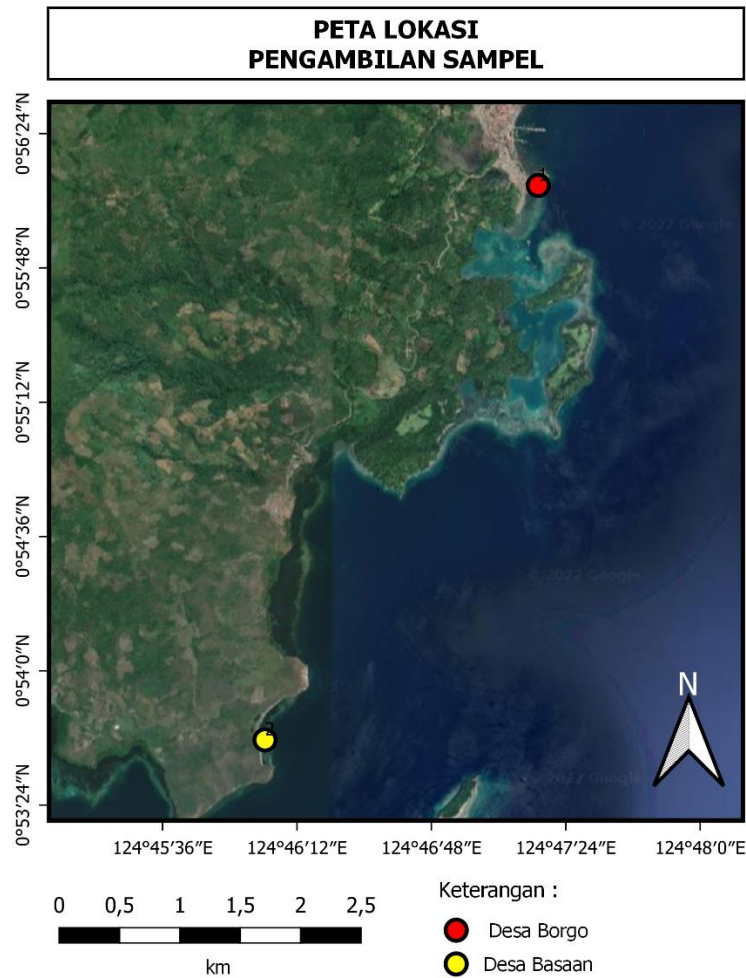 PETA LOKASI
PENGAMBILAN SAMPEL
0°56′24″N
0°55′48″N
0°55′12″N
0°54′36″N
0°54′0″N
0°53′24″N
1
© 2022 Google
© 2022 Google
N
2
2022 Google
124°45′36″E 124°46′12″E 124°46′48″E 124°47′24″E 124°48′0″E
Keterangan :
0 0,5 1 1,5 2 2,5
km
Desa Borgo
Desa Basaan